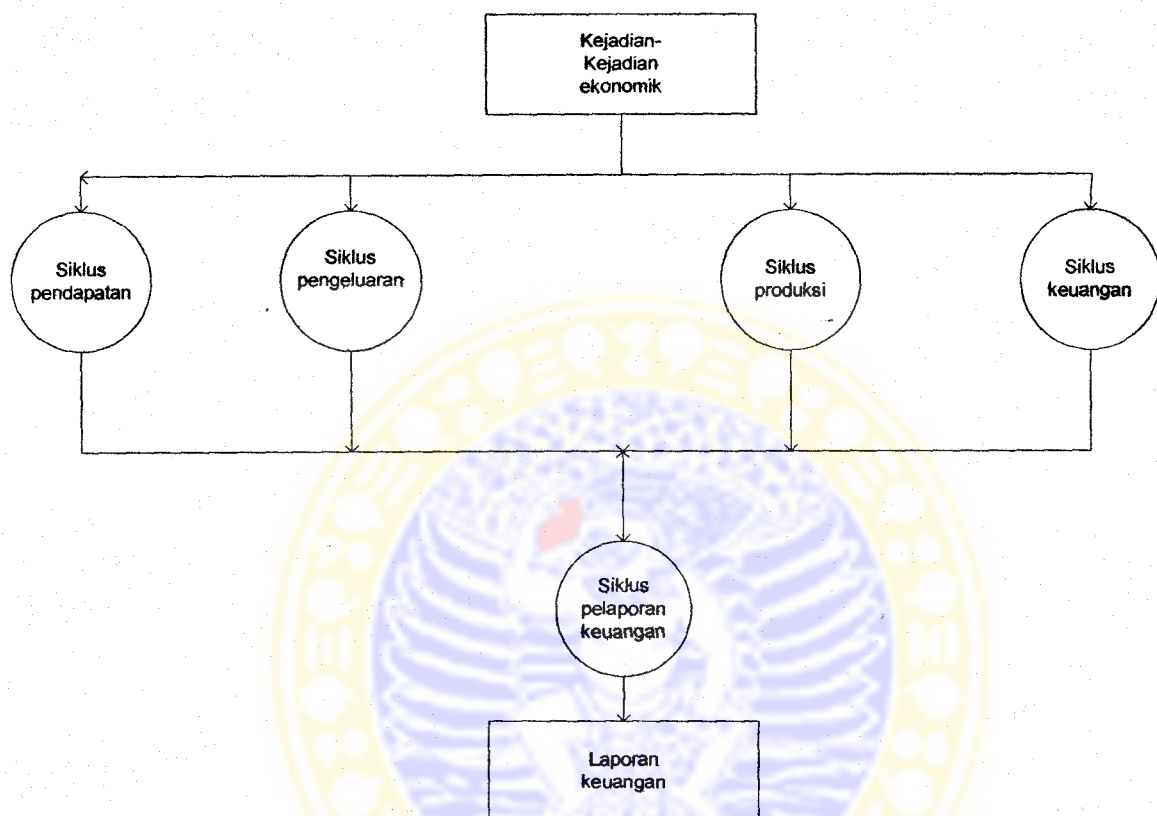 Kejadian-
Kejadian
ekonomik
Siklus
pendapatan
Siklus
pengeluaran
Siklus
produksi
Siklus
keuangan
Siklus
pelaporan
keuangan
Laporan
keuangan